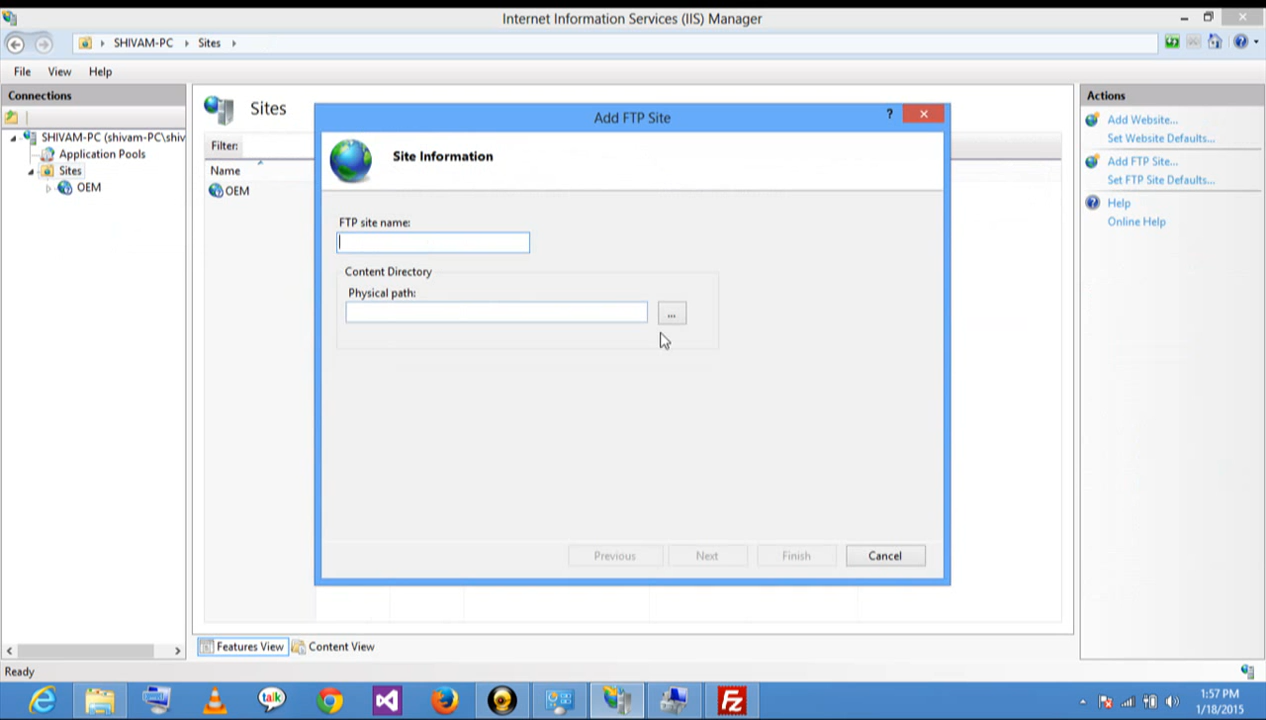 Internet Information Services (IIS) Manager
SHIVAM-PC
Sites
File View Help
Connections
SHIVAM-PC (shivam-PC\shiv
Application Pools
Sites
OEM
Sites
Filter:
Name
OEM
Add FTP Site
?
Site Information
FTP site name:
Content Directory
Physical path:
...
Previous Next Finish Cancel
Features View Content View
Actions
Add Website...
Set Website Defaults...
Add FTP Site...
Set FTP Site Defaults...
Help
Online Help
Ready
talk
Fz
1:57 PM
1/18/2015